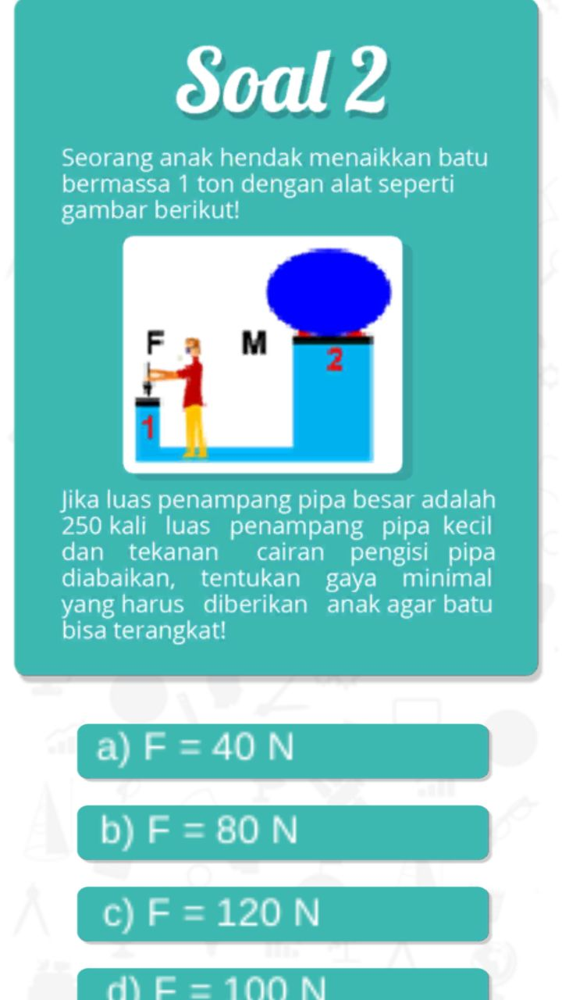 Soal 2
Seorang anak hendak menaikkan batu
bermassa 1 ton dengan alat seperti
gambar berikut!
F
M
2
1
Jika luas penampang pipa besar adalah
250 kali luas penampang pipa kecil
dan tekanan cairan pengisi pipa
diabaikan, tentukan gaya minimal
yang harus diberikan anak agar batu
bisa terangkat!
a) F = 40 N
b) F = 80 N
c) F = 120 N
d) F = 100 N